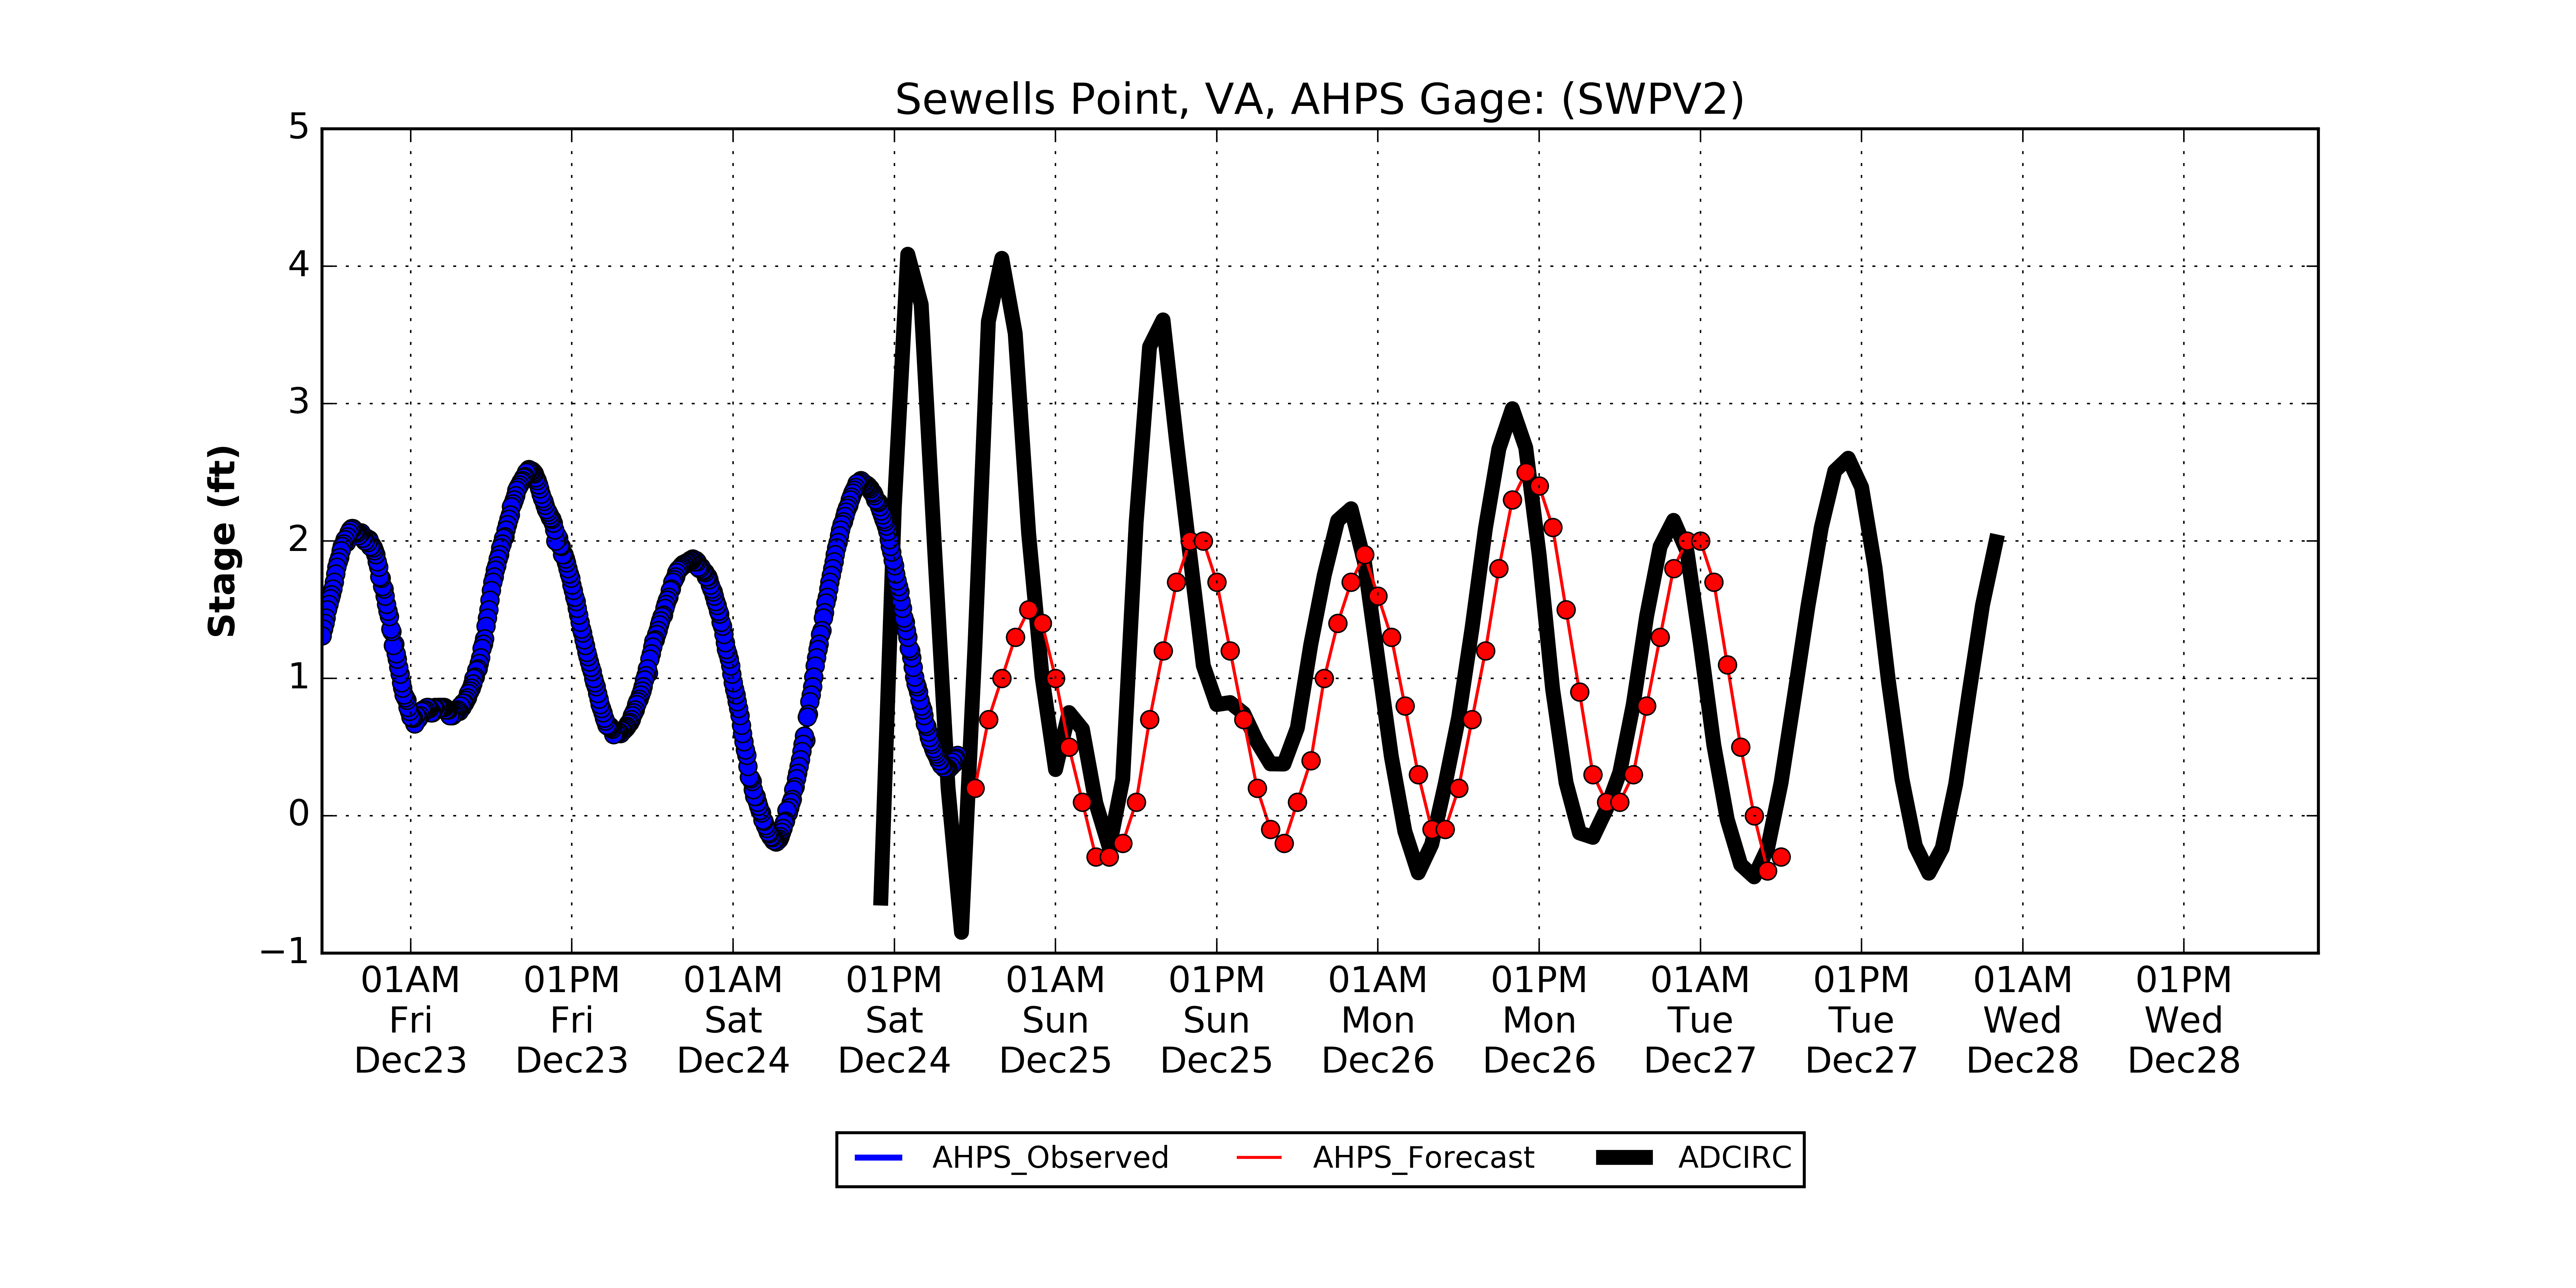 Sewells Point, VA, AHPS Gage: (SWPV2)
5
4
3
2
1
0
−1
Stage (ft)
01AM 01PM 01AM 01PM 01AM 01PM 01AM 01PM 01AM 01PM 01AM 01PM
Fri Fri Sat Sat Sun Sun Mon Mon Tue Tue Wed Wed
Dec23 Dec23 Dec24 Dec24 Dec25 Dec25 Dec26 Dec26 Dec27 Dec27 Dec28 Dec28
AHPS_Observed AHPS_Forecast ADCIRC